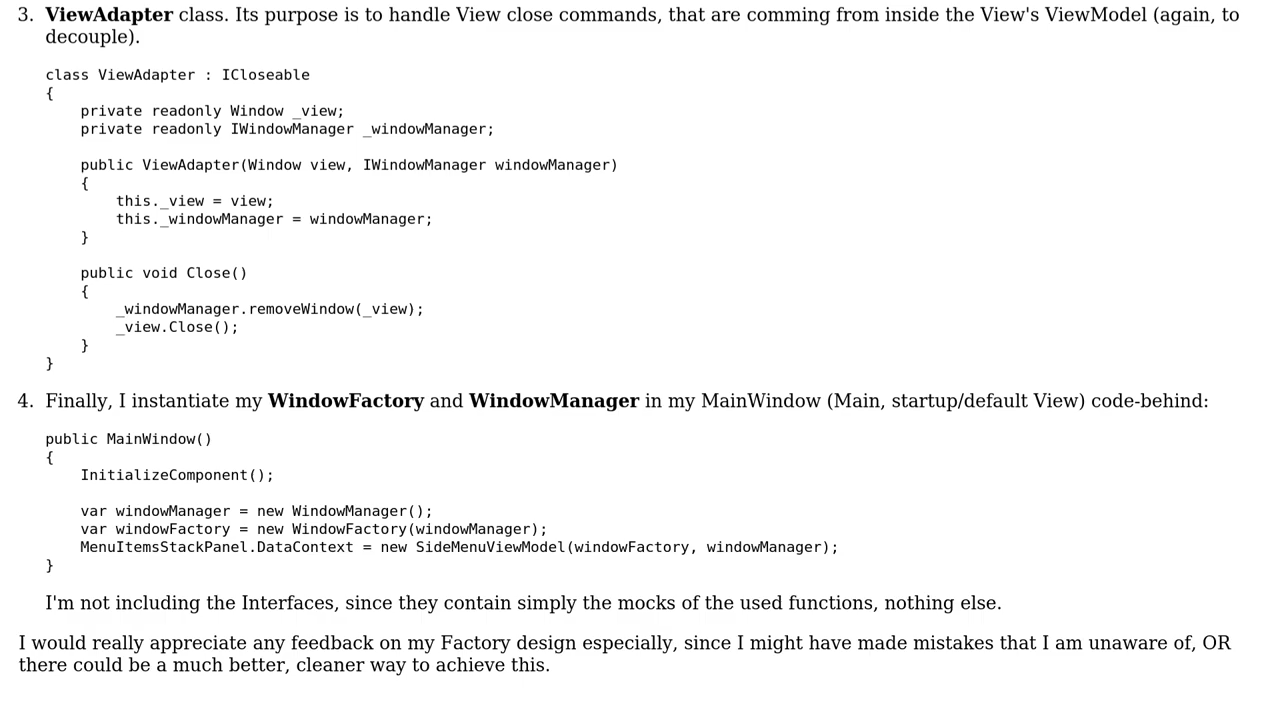 3. ViewAdapter class. Its purpose is to handle View close commands, that are comming from inside the View's ViewModel (again, to
decouple).
class ViewAdapter : ICloseable
{
    private readonly Window _view;
    private readonly IWindowManager _windowManager;
    public ViewAdapter(Window view, IWindowManager windowManager)
    {
        this._view = view;
        this._windowManager = windowManager;
    }
    public void Close()
    {
        _windowManager.removeWindow(_view);
        _view.Close();
    }
}
4. Finally, I instantiate my WindowFactory and WindowManager in my MainWindow (Main, startup/default View) code-behind:
public MainWindow()
{
    InitializeComponent();
    var windowManager = new WindowManager();
    var windowFactory = new WindowFactory(windowManager);
    MenuItemsStackPanel.DataContext = new SideMenuViewModel(windowFactory, windowManager);
}
I'm not including the Interfaces, since they contain simply the mocks of the used functions, nothing else.
I would really appreciate any feedback on my Factory design especially, since I might have made mistakes that I am unaware of, OR
there could be a much better, cleaner way to achieve this.